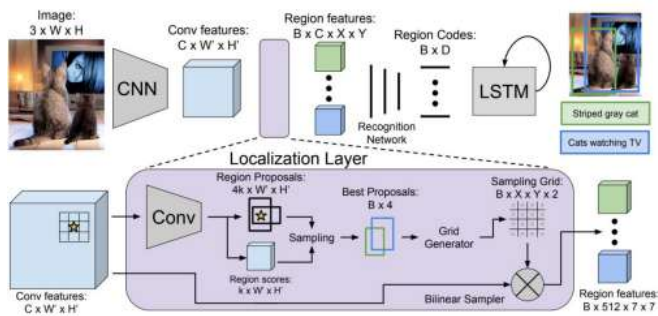 Image:
3 x W x H
CNN
Conv features:
C x W' x H'
Region features:
B x C x X x Y
Recognition
Network
Region Codes:
B x D
LSTM
Striped gray cat
Cats watching TV
Localization Layer
Conv features:
C x W' x H'
Conv
Region Proposals:
4k x W' x H'
Region scores:
k x W' x H'
Sampling
Best Proposals:
B x 4
Grid
Generator
Sampling Grid:
B x X x Y x 2
Bilinear Sampler
Region features:
B x 512 x 7 x 7